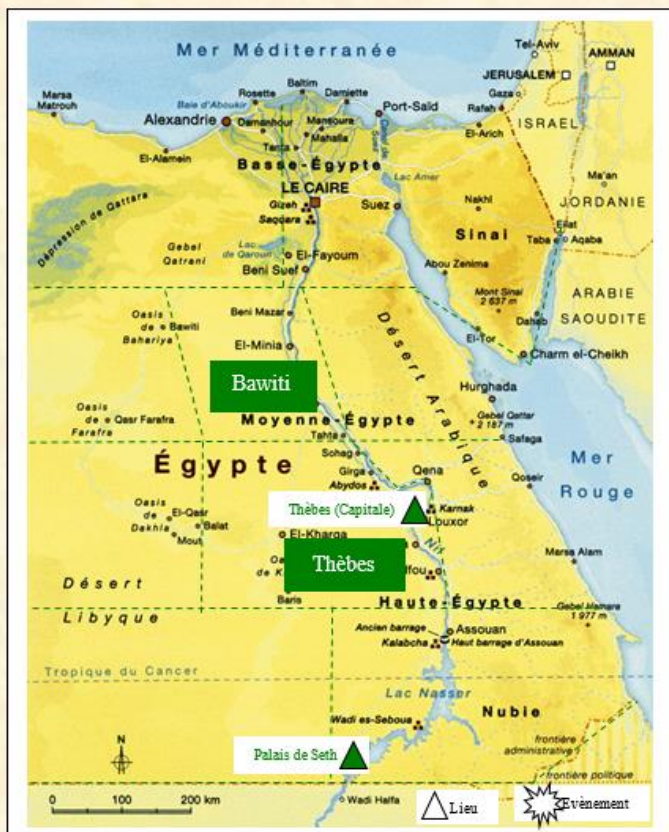 Mer Méditerranée
Tel-Aviv
AMMAN
JERUSALEM
Marsa
Matrouh
Baie d'Aboukir
Rosette
Baltim
Damiette
Port-Saïd
Gaza
Rafah
Alexandrie
Damanhour
Mansoura
Mahalla
Tanta
El-Arich
ISRAEL
El-Alamein
Basse-Égypte
Canal de Suez
Lac Amer
Ma'an
LE CAIRE
Gizeh
Saqqara
Suez
Nakhl
JORDANIE
Dépression de Qattara
Sinai
Eilat
Taba
Aqaba
Gebel
Qatrani
Lac
de
Qaroun
El-Fayoum
Beni Suef
Abou Zenima
Mont Sinai
2 637 m
ARABIE
SAOUDITE
Oasis
de
Bahariya
Bawiti
Beni Mazar
El-Minia
Désert Arabique
El-Tor
Dahab
Charm el-Cheikh
Bawiti
Hurghada
Gebel Qattar
2 187 m
Oasis
de
Farafra
Qasr Farafra
Moyenne-Égypte
Tahta
Safaga
Égypte
Sohag
Girga
Abydos
Qena
Qoseir
Mer
Rouge
Oasis
de
Dakhla
El-Qasr
Balat
Mout
Thèbes (Capitale)
Karnak
Louxor
El-Kharga
Thèbes
Nil
Marsa Alam
Baris
Désert
Libyque
Haute-Égypte
Gebel Hamara
1 977 m
Ancien barrage
Assouan
Kalabcha
Haut barrage d'Assouan
Tropique du Cancer
Lac Nasser
Wadi es-Seboua
Nubie
Palais de Seth
frontière
administrative
frontière politique
N
0 100 200 km
Wadi Halfa
Lieu
Evènement